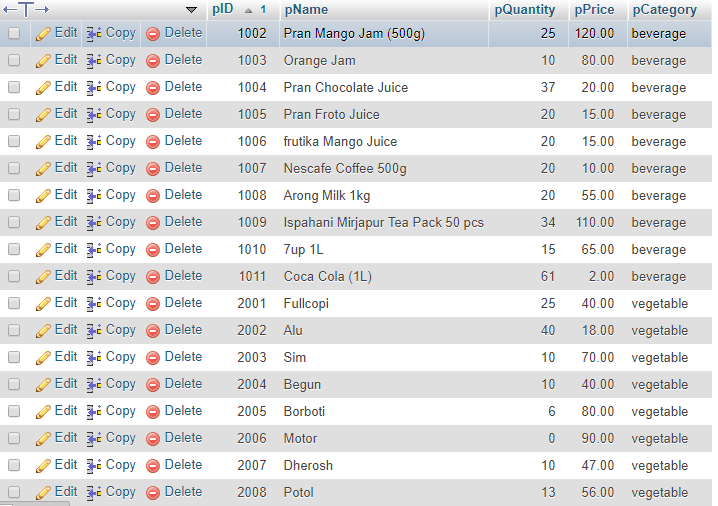 pID 1 pName pQuantity pPrice pCategory
Edit Copy Delete 1002 Pran Mango Jam (500g) 25 120.00 beverage
Edit Copy Delete 1003 Orange Jam 10 80.00 beverage
Edit Copy Delete 1004 Pran Chocolate Juice 37 20.00 beverage
Edit Copy Delete 1005 Pran Froto Juice 20 15.00 beverage
Edit Copy Delete 1006 frutika Mango Juice 20 15.00 beverage
Edit Copy Delete 1007 Nescafe Coffee 500g 20 10.00 beverage
Edit Copy Delete 1008 Arong Milk 1kg 20 55.00 beverage
Edit Copy Delete 1009 Ispahani Mirjapur Tea Pack 50 pcs 34 110.00 beverage
Edit Copy Delete 1010 7up 1L 15 65.00 beverage
Edit Copy Delete 1011 Coca Cola (1L) 61 2.00 beverage
Edit Copy Delete 2001 Fullcopi 25 40.00 vegetable
Edit Copy Delete 2002 Alu 40 18.00 vegetable
Edit Copy Delete 2003 Sim 10 70.00 vegetable
Edit Copy Delete 2004 Begun 10 40.00 vegetable
Edit Copy Delete 2005 Borboti 6 80.00 vegetable
Edit Copy Delete 2006 Motor 0 90.00 vegetable
Edit Copy Delete 2007 Dherosh 10 47.00 vegetable
Edit Copy Delete 2008 Potol 13 56.00 vegetable